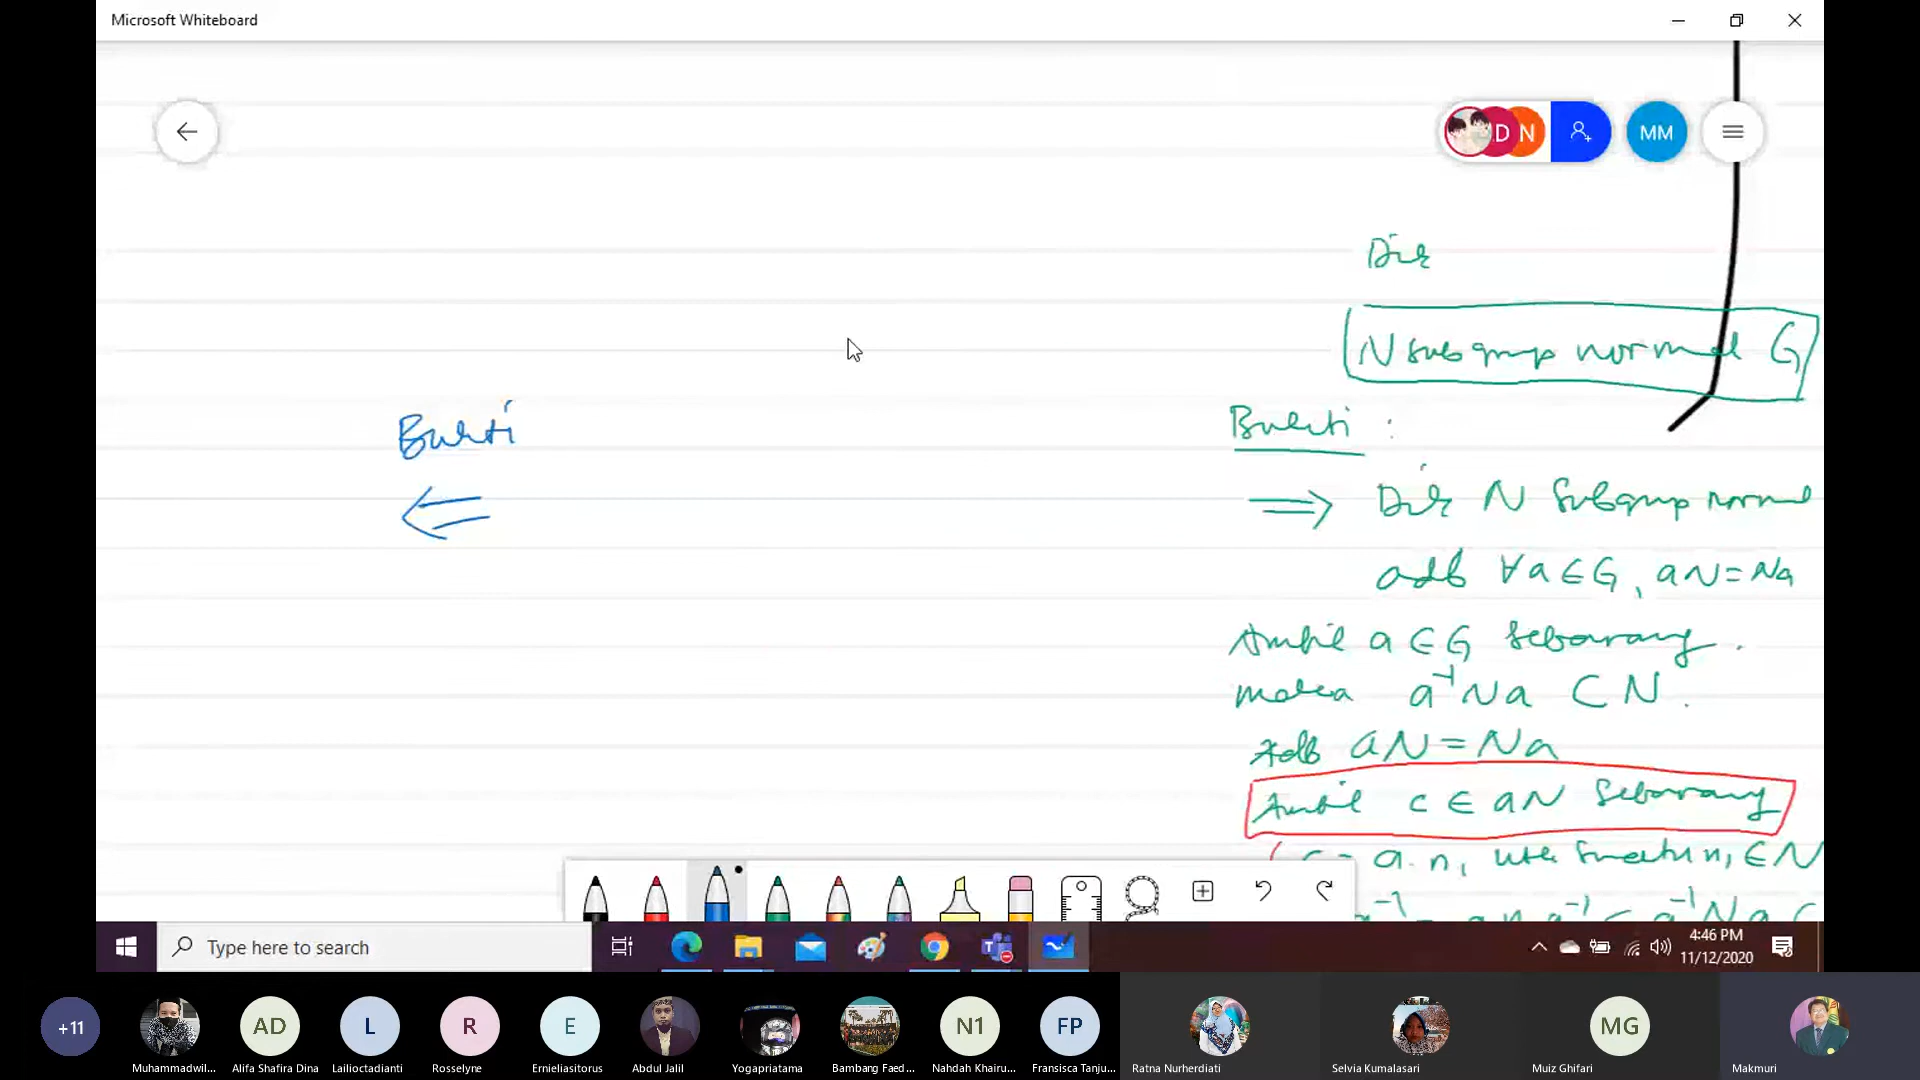 Microsoft Whiteboard
D N
MM
Dik
N subgrup normal G
Bukti
⇐
Bukti :
⇒ Dik N Subgrup normal
adb ∀a∈G, aN=Na
Ambil a∈G Sebarang.
maka a⁻¹Na ⊂ N.
adb aN=Na
Ambil c ∈ aN Sebarang
Type here to search
4:46 PM
11/12/2020
+11
AD
L
R
E
N1
FP
MG
Muhammadwil...
Alifa Shafira Dina
Lailioctadianti
Rosselyne
Ernieliasitorus
Abdul Jalil
Yogapriatama
Bambang Faed ...
Nahdah Khairu...
Fransisca Tanju...
Ratna Nurherdiati
Selvia Kumalasari
Muiz Ghifari
Makmuri